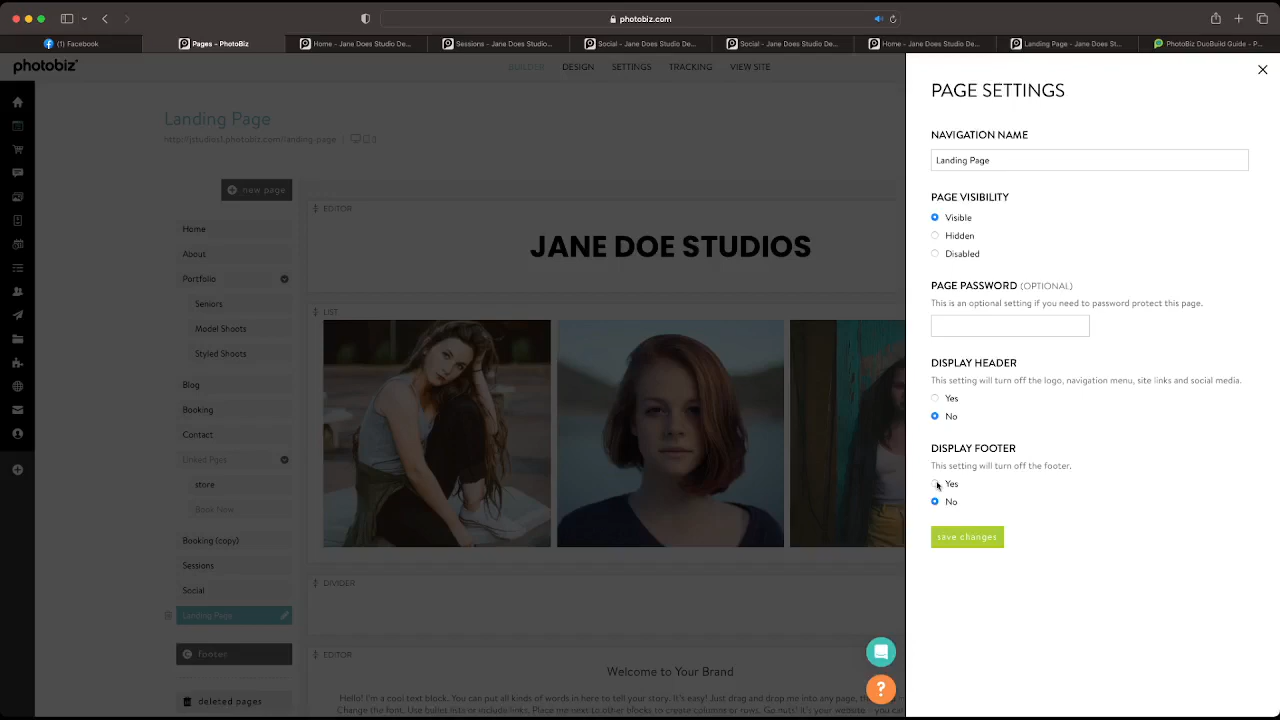 photobiz.com
(1) Facebook
Pages – PhotoBiz
Home – Jane Does Studio De...
Sessions – Jane Does Studio...
Social – Jane Does Studio De...
Social – Jane Does Studio De...
Home – Jane Does Studio De...
Landing Page – Jane Does St...
PhotoBiz DuoBuild Guide – P...
photobiz
BUILDER
DESIGN
SETTINGS
TRACKING
VIEW SITE
Landing Page
http://jstudios1.photobiz.com/landing-page
new page
Home
About
Portfolio
Seniors
Model Shoots
Styled Shoots
Blog
Booking
Contact
Linked Pges
store
Book Now
Booking (copy)
Sessions
Social
Landing Page
footer
deleted pages
EDITOR
JANE DOE STUDIOS
LIST
DIVIDER
EDITOR
Welcome to Your Brand
Hello! I'm a cool text block. You can put all kinds of words in here to tell your story. It's easy! Just drag and drop me into any page, th
Change the font. Use bullet lists or include links. Place me next to other blocks to create columns or rows. Go nuts! It's your website – you ca
PAGE SETTINGS
NAVIGATION NAME
Landing Page
PAGE VISIBILITY
Visible
Hidden
Disabled
PAGE PASSWORD (OPTIONAL)
This is an optional setting if you need to password protect this page.
DISPLAY HEADER
This setting will turn off the logo, navigation menu, site links and social media.
Yes
No
DISPLAY FOOTER
This setting will turn off the footer.
Yes
No
save changes
?